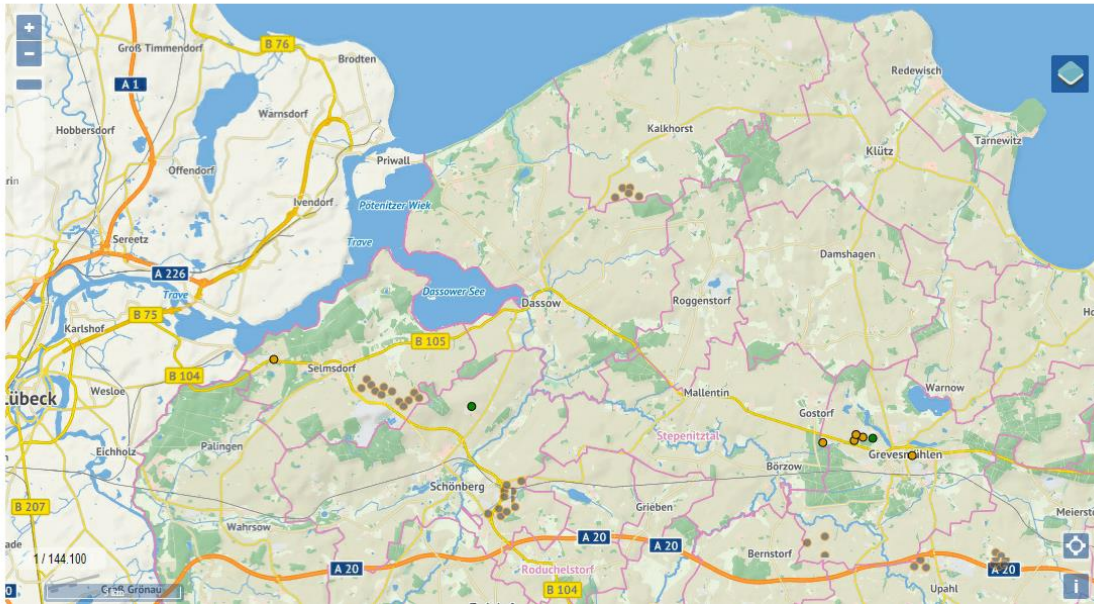 +
B 76
Groß Timmendorf
Brodten
−
A 1
Redewisch
Warnsdorf
Hobbersdorf
Kalkhorst
Tarnewitz
Klütz
Priwall
Offendorf
Ivendorf
Pötenitzer Wiek
Sereetz
Trave
Damshagen
A 226
Dassower See
Trave
Dassow
Roggenstorf
B 75
Karlshof
B 105
Selmsdorf
B 104
Wesloe
Warnow
Mallentin
Lübeck
Gostorf
Palingen
Stepenitztal
Eichholz
Grevesmühlen
Börzow
Schönberg
B 207
Grieben
Wahrsow
A 20
A 20
Bernstorf
1 / 144.100
Roduchelstorf
A 20
i
Groß Grönau
B 104
Upahl